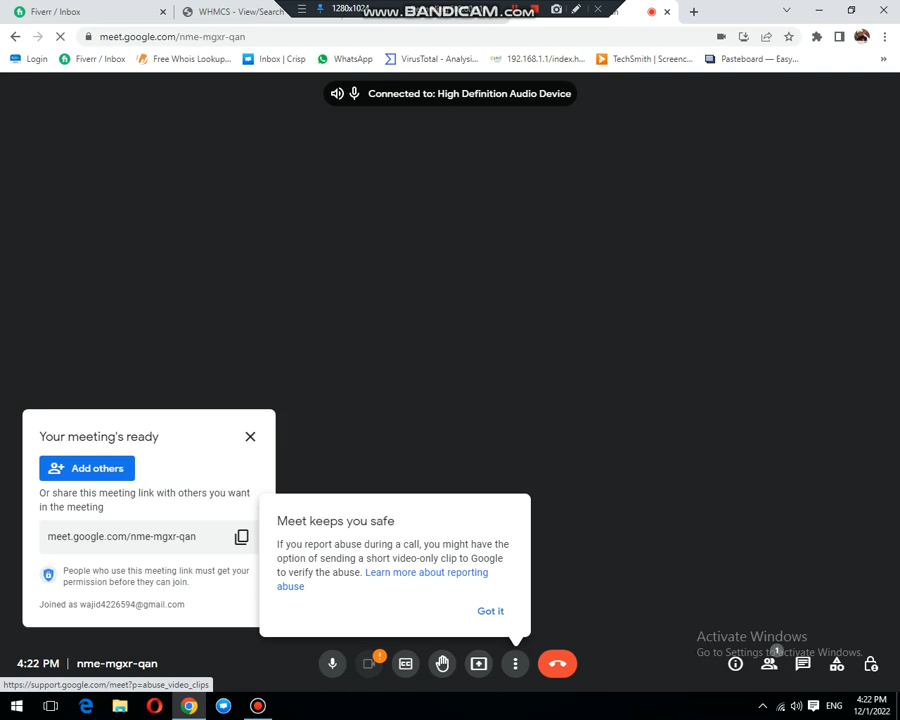 Fiverr / Inbox
WHMCS - View/Search
1280x1024
WWW.BANDICAM.COM
meet.google.com/nme-mgxr-qan
Login
Fiverr / Inbox
Free Whois Lookup...
Inbox | Crisp
WhatsApp
VirusTotal - Analysi...
192.168.1.1/index.h...
TechSmith | Screenc...
Pasteboard — Easy...
Connected to: High Definition Audio Device
Your meeting's ready
Add others
Or share this meeting link with others you want
in the meeting
meet.google.com/nme-mgxr-qan
People who use this meeting link must get your
permission before they can join.
Joined as wajid4226594@gmail.com
Meet keeps you safe
If you report abuse during a call, you might have the
option of sending a short video-only clip to Google
to verify the abuse. Learn more about reporting
abuse
Got it
Activate Windows
Go to Settings to Activate Windows.
4:22 PM | nme-mgxr-qan
CC
1
https://support.google.com/meet?p=abuse_video_clips
ENG
4:22 PM
12/1/2022